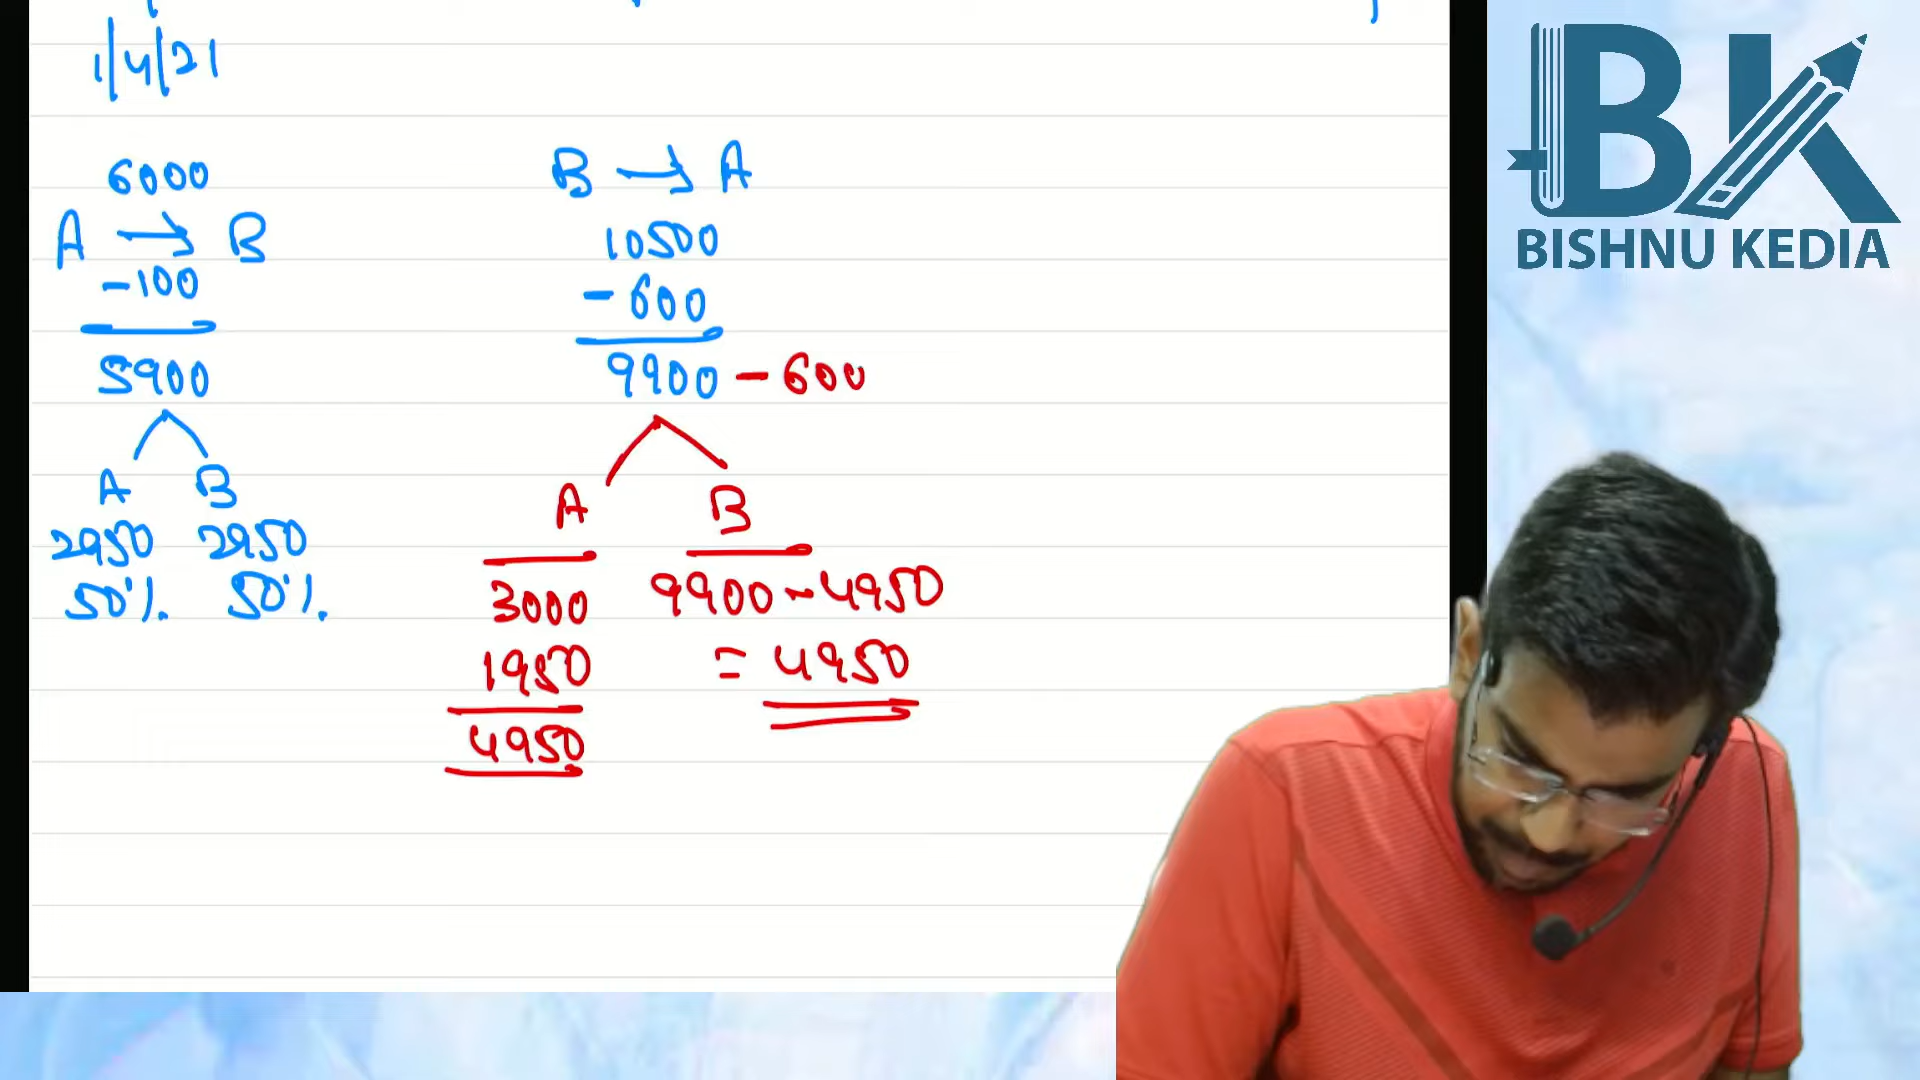 1/4/21
6000
A → B
-100
5900
A B
2950 2950
50% 50%
B → A
10500
- 600
9900 - 600
A B
3000 9900 - 4950
1950 = 4950
4950
BK
BISHNU KEDIA